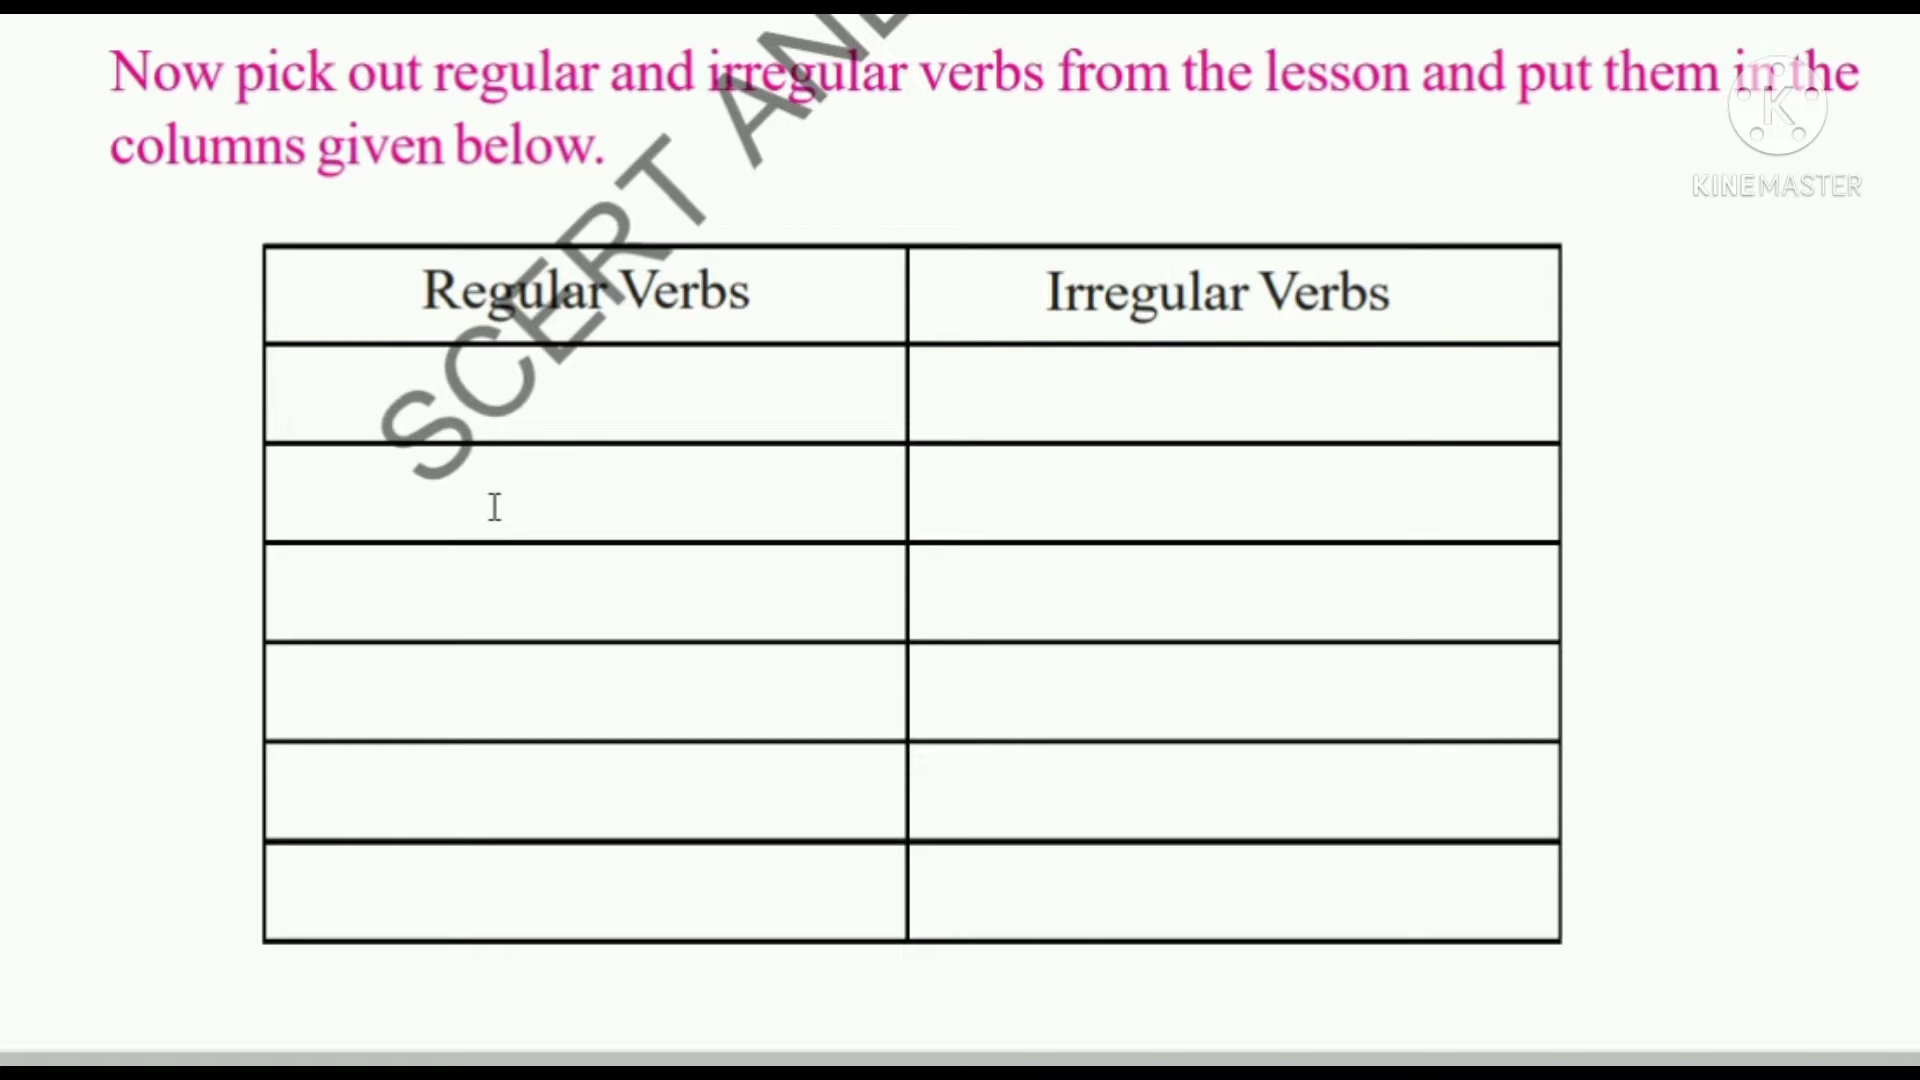 Now pick out regular and irregular verbs from the lesson and put them in the
columns given below.
K
KINEMASTER
Regular Verbs
Irregular Verbs
SCERT AND